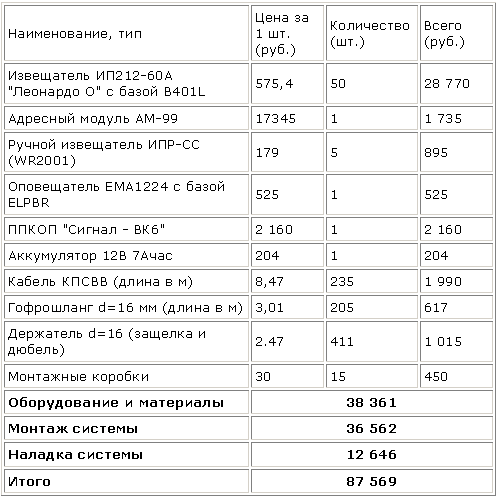 Наименование, тип
Цена за
1 шт.
(руб.)
Количество
(шт.)
Всего
(руб.)
Извещатель ИП212-60А
"Леонардо О" с базой B401L
575,4
50
28 770
Адресный модуль АМ-99
17345
1
1 735
Ручной извещатель ИПР-СС
(WR2001)
179
5
895
Оповещатель EMA1224 с базой
ELPBR
525
1
525
ППКОП "Сигнал - ВК6"
2 160
1
2 160
Аккумулятор 12В 7Ачас
204
1
204
Кабель КПСВВ (длина в м)
8,47
235
1 990
Гофрошланг d=16 мм (длина в м)
3,01
205
617
Держатель d=16 (защелка и
дюбель)
2.47
411
1 015
Монтажные коробки
30
15
450
Оборудование и материалы
38 361
Монтаж системы
36 562
Наладка системы
12 646
Итого
87 569